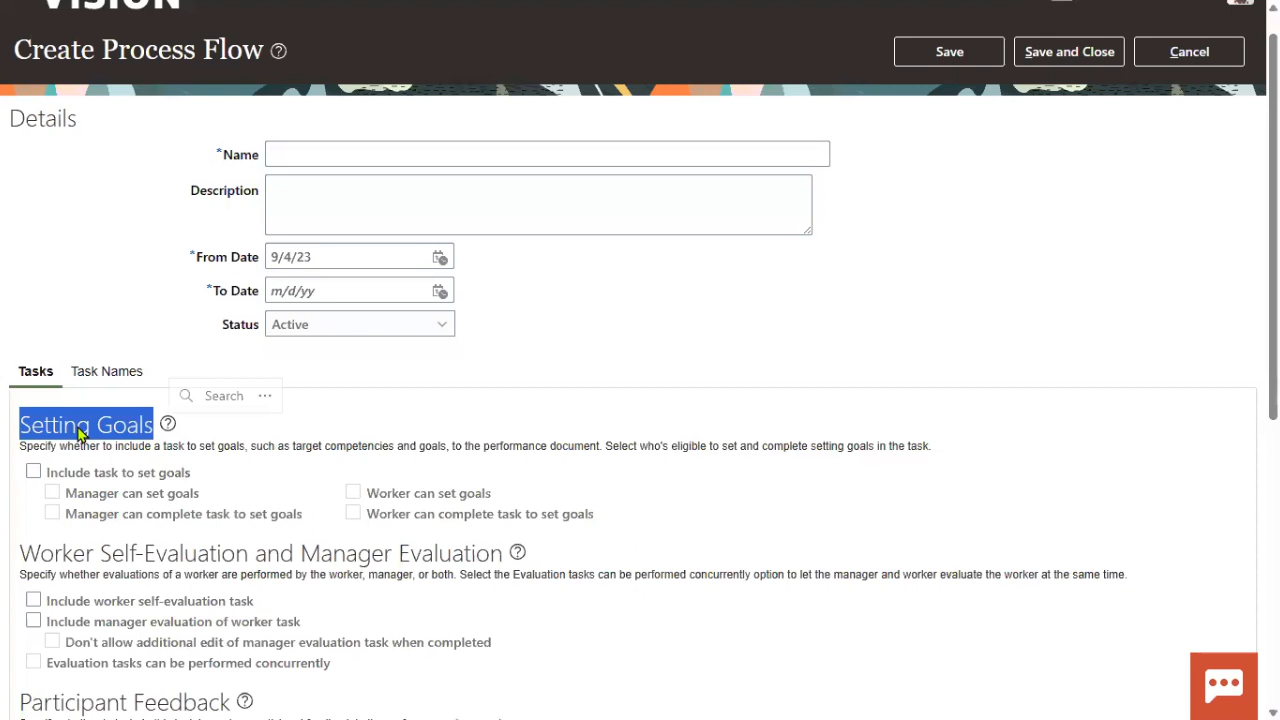 VISION
Create Process Flow
Save
Save and Close
Cancel
Details
*Name
Description
*From Date 9/4/23
*To Date m/d/yy
Status Active
Tasks Task Names
Search ...
Setting Goals
Specify whether to include a task to set goals, such as target competencies and goals, to the performance document. Select who's eligible to set and complete setting goals in the task.
Include task to set goals
Manager can set goals Worker can set goals
Manager can complete task to set goals Worker can complete task to set goals
Worker Self-Evaluation and Manager Evaluation
Specify whether evaluations of a worker are performed by the worker, manager, or both. Select the Evaluation tasks can be performed concurrently option to let the manager and worker evaluate the worker at the same time.
Include worker self-evaluation task
Include manager evaluation of worker task
Don't allow additional edit of manager evaluation task when completed
Evaluation tasks can be performed concurrently
Participant Feedback